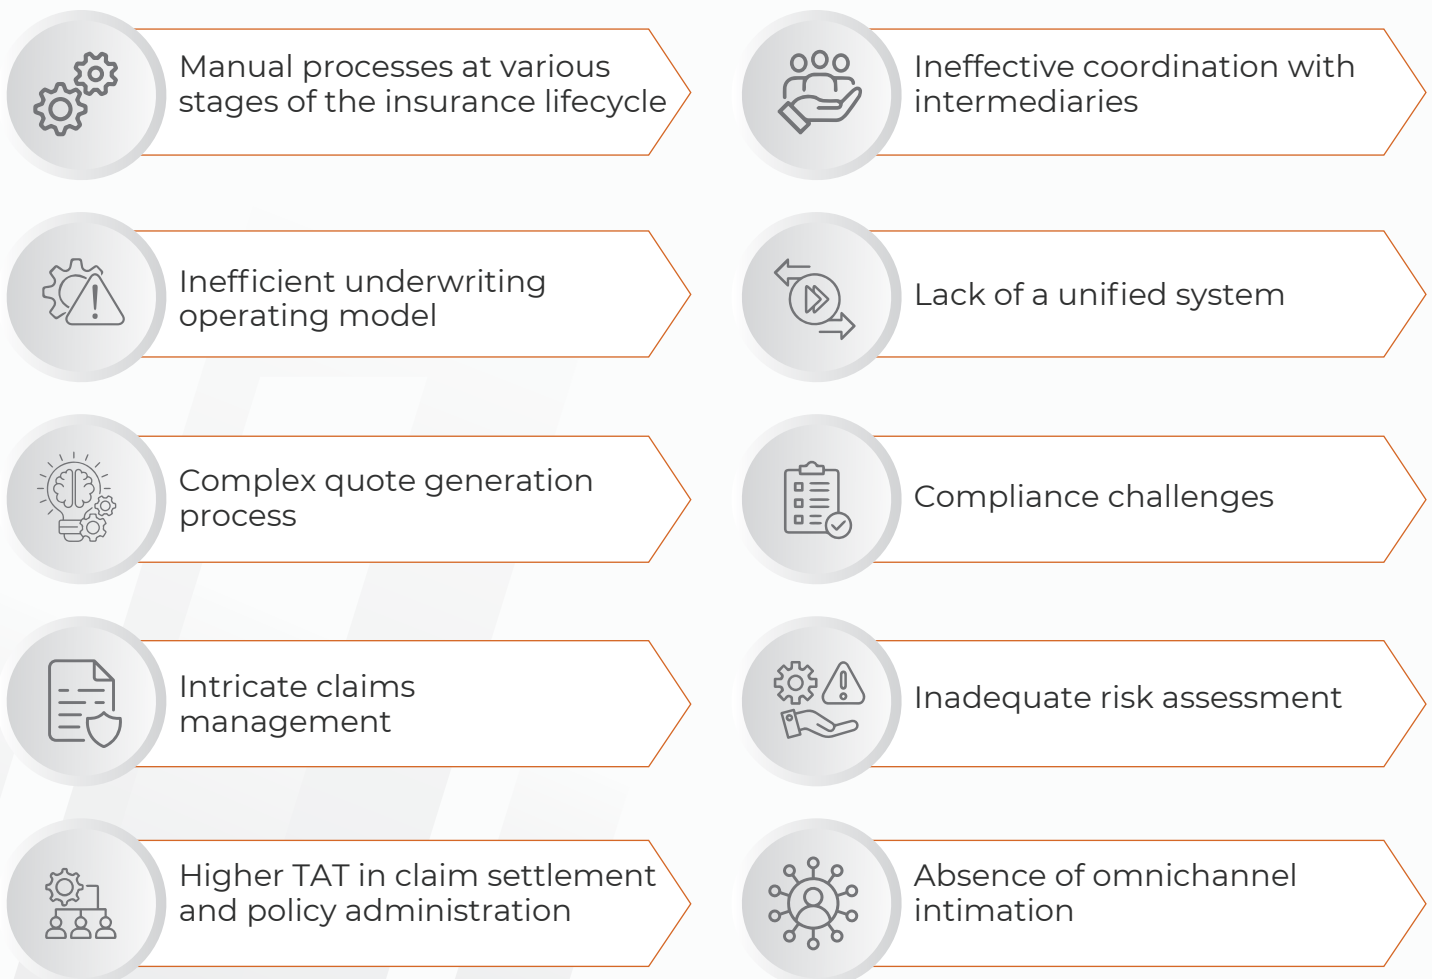 Manual processes at various
stages of the insurance lifecycle
Ineffective coordination with
intermediaries
Inefficient underwriting
operating model
Lack of a unified system
Complex quote generation
process
Compliance challenges
Intricate claims
management
Inadequate risk assessment
Higher TAT in claim settlement
and policy administration
Absence of omnichannel
intimation